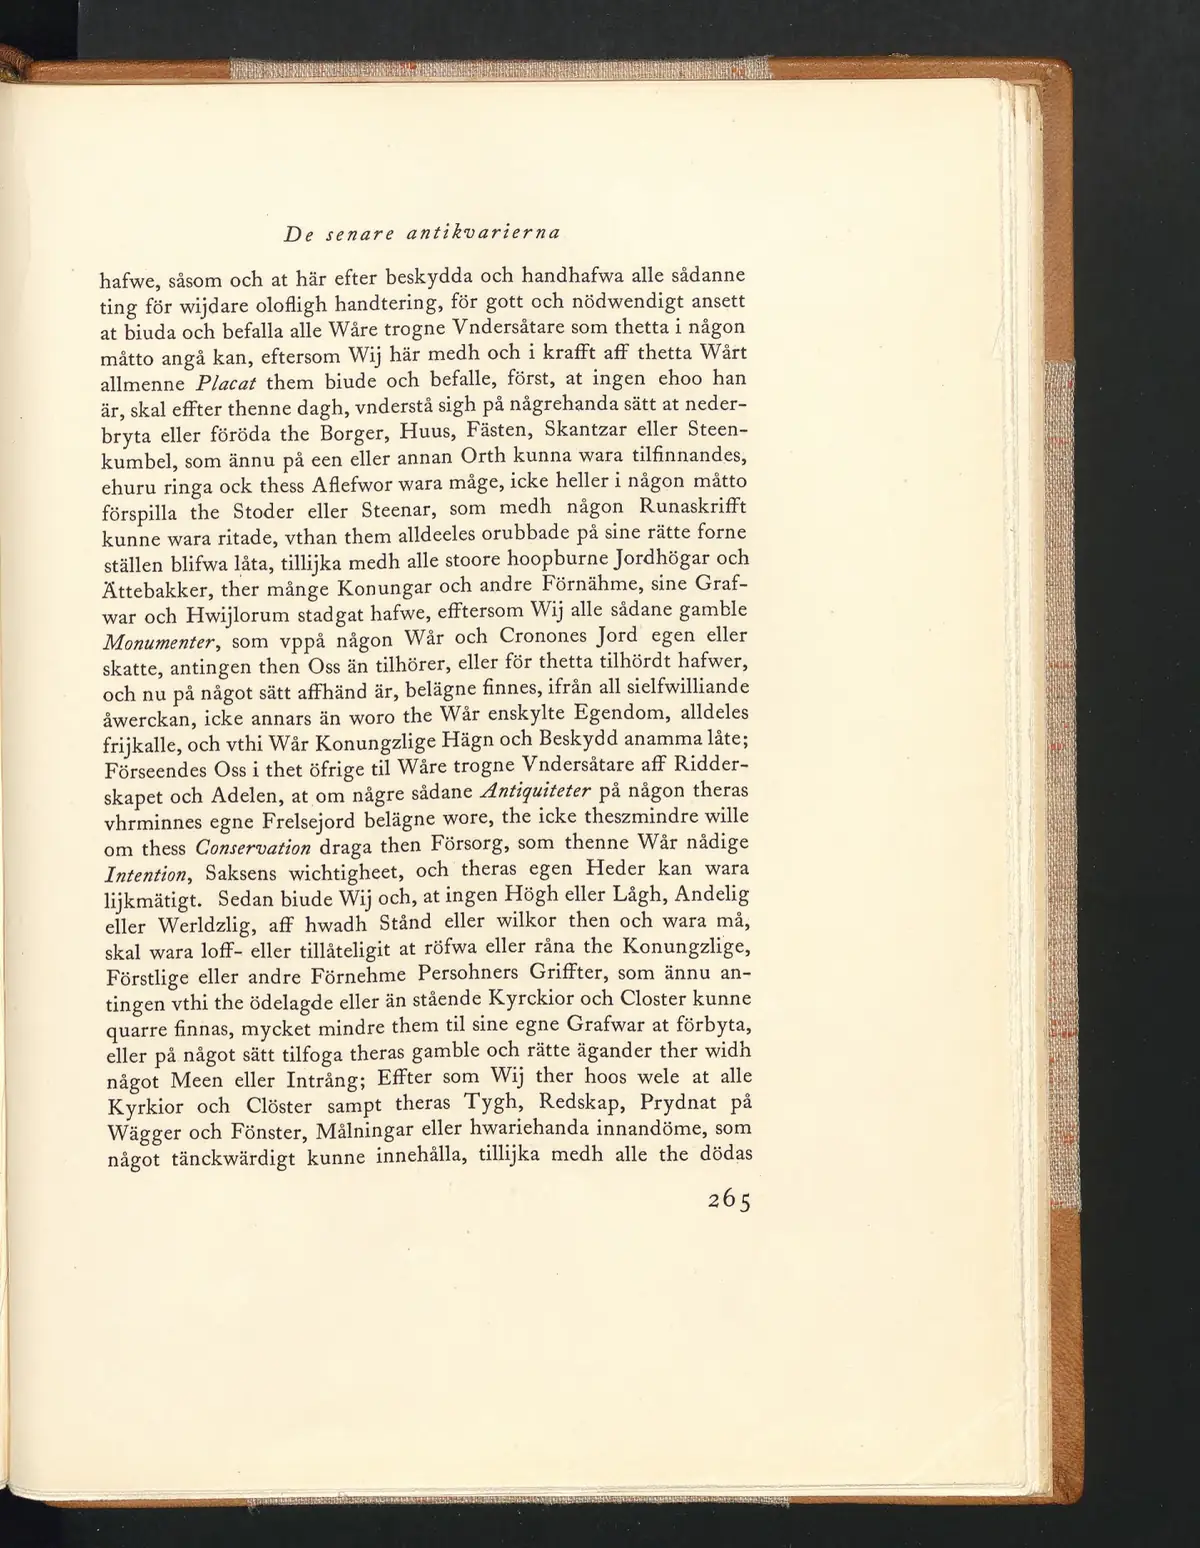 De senare antikvarierna
hafwe, såsom och at här efter beskydda och handhafwa alle sådanne
ting för wijdare olofligh handtering, för gott och nödwendigt ansett
at biuda och befalla alle Wåre trogne Vndersåtare som thetta i någon
måtto angå kan, eftersom Wij här medh och i krafft aff thetta Wårt
allmenne Placat them biude och befalle, först, at ingen ehoo han
är, skal effter thenne dagh, vnderstå sigh på någrehanda sätt at neder-
bryta eller föröda the Borger, Huus, Fästen, Skantzar eller Steen-
kumbel, som ännu på een eller annan Orth kunna wara tilfinnandes,
ehuru ringa ock thess Aflefwor wara måge, icke heller i någon måtto
förspilla the Stoder eller Steenar, som medh någon Runaskrifft
kunne wara ritade, vthan them alldeeles orubbade på sine rätte forne
ställen blifwa låta, tillijka medh alle stoore hoopburne Jordhögar och
Ättebakker, ther månge Konungar och andre Förnähme, sine Graf-
war och Hwijlorum stadgat hafwe, efftersom Wij alle sådane gamble
Monumenter, som vppå någon Wår och Cronones Jord egen eller
skatte, antingen then Oss än tilhörer, eller för thetta tilhördt hafwer,
och nu på något sätt affhänd är, belägne finnes, ifrån all sielfwilliande
åwerckan, icke annars än woro the Wår enskylte Egendom, alldeles
frijkalle, och vthi Wår Konungzlige Hägn och Beskydd anamma låte;
Förseendes Oss i thet öfrige til Wåre trogne Vndersåtare aff Ridder-
skapet och Adelen, at om någre sådane Antiquiteter på någon theras
vhrminnes egne Frelsejord belägne wore, the icke theszmindre wille
om thess Conservation draga then Försorg, som thenne Wår nådige
Intention, Saksens wichtigheet, och theras egen Heder kan wara
lijkmätigt. Sedan biude Wij och, at ingen Högh eller Lågh, Andelig
eller Werldzlig, aff hwadh Stånd eller wilkor then och wara må,
skal wara loff- eller tillåteligit at röfwa eller råna the Konungzlige,
Förstlige eller andre Förnehme Persohners Griffter, som ännu an-
tingen vthi the ödelagde eller än stående Kyrckior och Closter kunne
quarre finnas, mycket mindre them til sine egne Grafwar at förbyta,
eller på något sätt tilfoga theras gamble och rätte ägander ther widh
något Meen eller Intrång; Effter som Wij ther hoos wele at alle
Kyrkior och Clöster sampt theras Tygh, Redskap, Prydnat på
Wägger och Fönster, Målningar eller hwariehanda innandöme, som
något tänckwärdigt kunne innehålla, tillijka medh alle the dödas
265